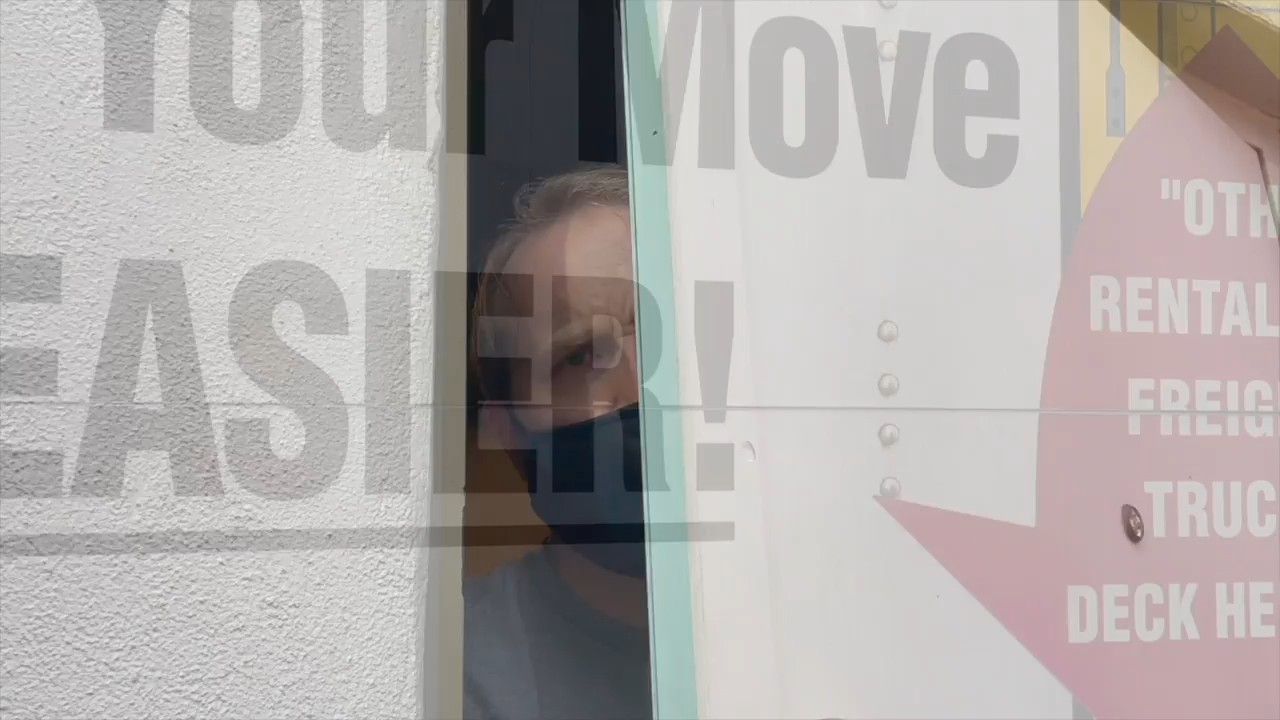 Your Move
EASIER!
"OTH
RENTAL
FREIG
TRUC
DECK HE